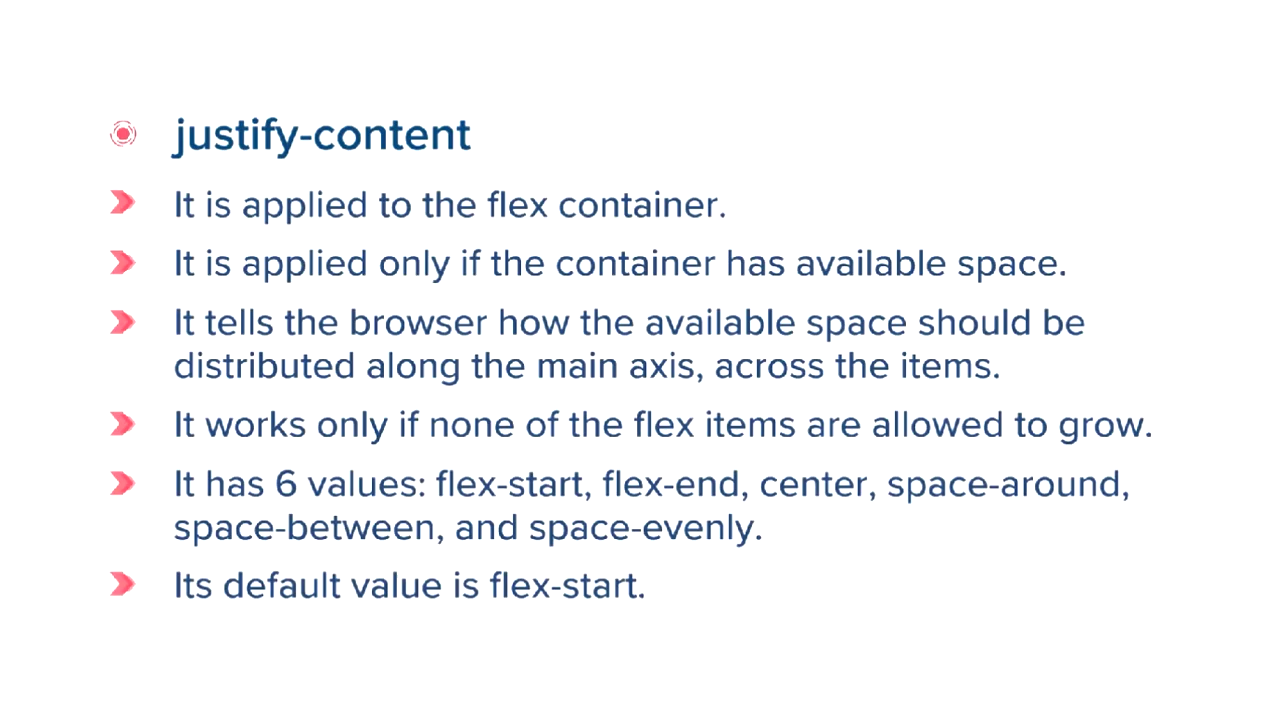 justify-content
It is applied to the flex container.
It is applied only if the container has available space.
It tells the browser how the available space should be
distributed along the main axis, across the items.
It works only if none of the flex items are allowed to grow.
It has 6 values: flex-start, flex-end, center, space-around,
space-between, and space-evenly.
Its default value is flex-start.